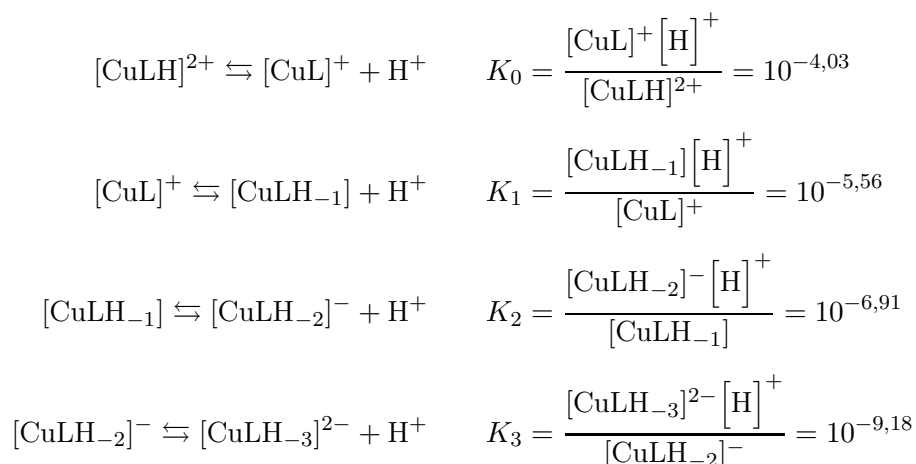 [CuLH]²⁺ ⇆ [CuL]⁺ + H⁺ K₀ = [CuL]⁺[H]⁺ / [CuLH]²⁺ = 10⁻⁴,⁰³
[CuL]⁺ ⇆ [CuLH₋₁] + H⁺ K₁ = [CuLH₋₁][H]⁺ / [CuL]⁺ = 10⁻⁵,⁵⁶
[CuLH₋₁] ⇆ [CuLH₋₂]⁻ + H⁺ K₂ = [CuLH₋₂]⁻[H]⁺ / [CuLH₋₁] = 10⁻⁶,⁹¹
[CuLH₋₂]⁻ ⇆ [CuLH₋₃]²⁻ + H⁺ K₃ = [CuLH₋₃]²⁻[H]⁺ / [CuLH₋₂]⁻ = 10⁻⁹,¹⁸